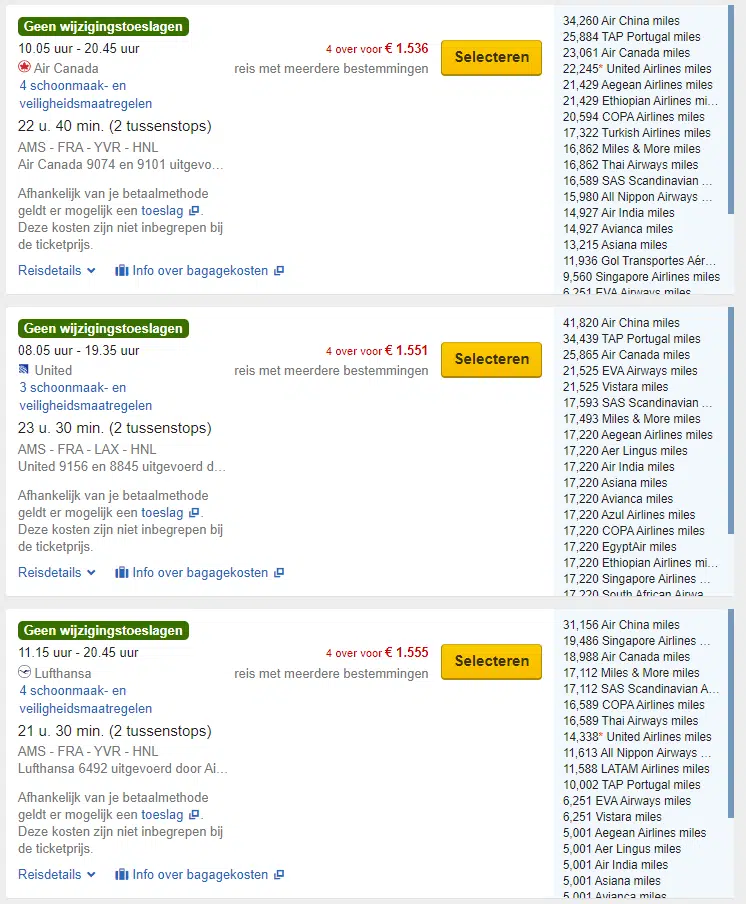 Geen wijzigingstoeslagen
10.05 uur - 20.45 uur
4 over voor € 1.536
Selecteren
Air Canada
reis met meerdere bestemmingen
4 schoonmaak- en
veiligheidsmaatregelen
22 u. 40 min. (2 tussenstops)
AMS - FRA - YVR - HNL
Air Canada 9074 en 9101 uitgevo…
Afhankelijk van je betaalmethode
geldt er mogelijk een toeslag.
Deze kosten zijn niet inbegrepen bij
de ticketprijs.
Reisdetails
Info over bagagekosten
34,260 Air China miles
25,884 TAP Portugal miles
23,061 Air Canada miles
22,245* United Airlines miles
21,429 Aegean Airlines miles
21,429 Ethiopian Airlines mi…
20,594 COPA Airlines miles
17,322 Turkish Airlines miles
16,862 Miles & More miles
16,862 Thai Airways miles
16,589 SAS Scandinavian …
15,980 All Nippon Airways …
14,927 Air India miles
14,927 Avianca miles
13,215 Asiana miles
11,936 Gol Transportes Aér…
9,560 Singapore Airlines miles
6,251 EVA Airways miles
Geen wijzigingstoeslagen
08.05 uur - 19.35 uur
4 over voor € 1.551
Selecteren
United
reis met meerdere bestemmingen
3 schoonmaak- en
veiligheidsmaatregelen
23 u. 30 min. (2 tussenstops)
AMS - FRA - LAX - HNL
United 9156 en 8845 uitgevoerd d…
Afhankelijk van je betaalmethode
geldt er mogelijk een toeslag.
Deze kosten zijn niet inbegrepen bij
de ticketprijs.
Reisdetails
Info over bagagekosten
41,820 Air China miles
34,439 TAP Portugal miles
25,865 Air Canada miles
21,525 EVA Airways miles
21,525 Vistara miles
17,593 SAS Scandinavian …
17,493 Miles & More miles
17,220 Aegean Airlines miles
17,220 Aer Lingus miles
17,220 Air India miles
17,220 Asiana miles
17,220 Avianca miles
17,220 Azul Airlines miles
17,220 COPA Airlines miles
17,220 EgyptAir miles
17,220 Ethiopian Airlines mi…
17,220 Singapore Airlines …
17,220 South African Airwa…
Geen wijzigingstoeslagen
11.15 uur - 20.45 uur
4 over voor € 1.555
Selecteren
Lufthansa
reis met meerdere bestemmingen
4 schoonmaak- en
veiligheidsmaatregelen
21 u. 30 min. (2 tussenstops)
AMS - FRA - YVR - HNL
Lufthansa 6492 uitgevoerd door Ai…
Afhankelijk van je betaalmethode
geldt er mogelijk een toeslag.
Deze kosten zijn niet inbegrepen bij
de ticketprijs.
Reisdetails
Info over bagagekosten
31,156 Air China miles
19,486 Singapore Airlines …
18,988 Air Canada miles
17,112 Miles & More miles
17,112 SAS Scandinavian A…
16,589 COPA Airlines miles
16,589 Thai Airways miles
14,338* United Airlines miles
11,613 All Nippon Airways …
11,588 LATAM Airlines miles
10,002 TAP Portugal miles
6,251 EVA Airways miles
6,251 Vistara miles
5,001 Aegean Airlines miles
5,001 Aer Lingus miles
5,001 Air India miles
5,001 Asiana miles
5,001 Avianca miles